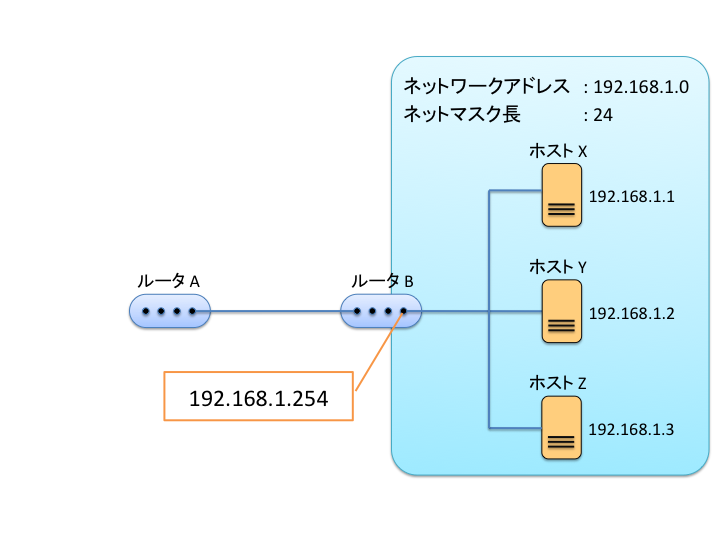 ネットワークアドレス : 192.168.1.0
ネットマスク長 : 24
ホスト X
192.168.1.1
ルータ A
ルータ B
ホスト Y
192.168.1.2
192.168.1.254
ホスト Z
192.168.1.3